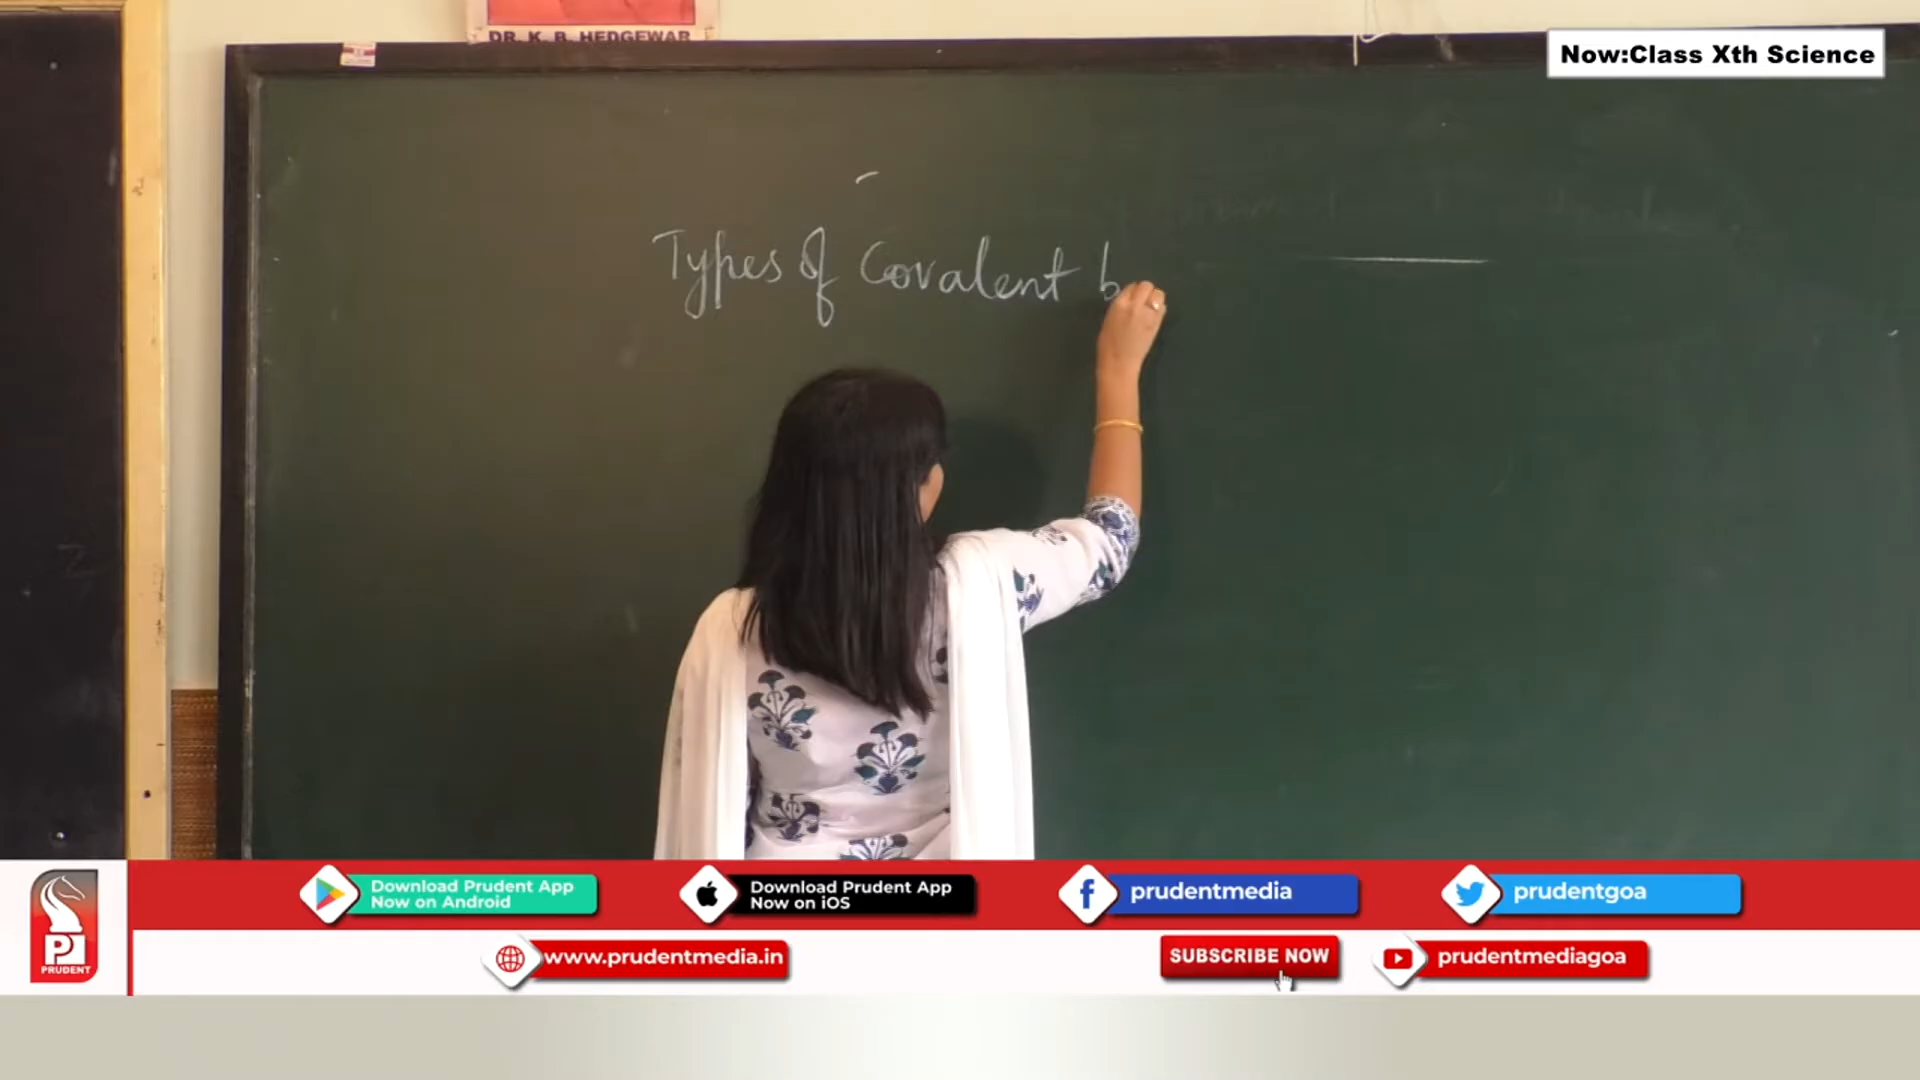 DR. K. B. HEDGEWAR
Now:Class Xth Science
Types of Covalent b
Download Prudent App
Now on Android
Download Prudent App
Now on iOS
prudentmedia
prudentgoa
PRUDENT
www.prudentmedia.in
SUBSCRIBE NOW
prudentmediagoa